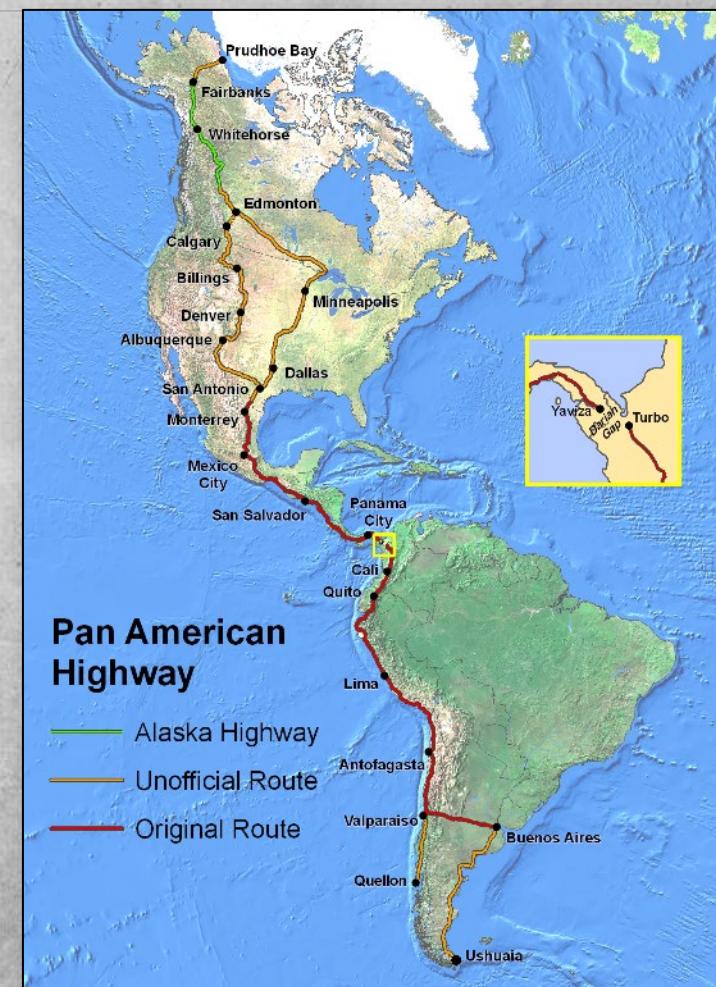 Prudhoe Bay
Fairbanks
Whitehorse
Edmonton
Calgary
Billings
Minneapolis
Denver
Albuquerque
Dallas
San Antonio
Monterrey
Mexico
City
San Salvador
Panama
City
Yaviza
Darian
Gap
Turbo
Cali
Quito
Lima
Pan American
Highway
Alaska Highway
Unofficial Route
Original Route
Antofagasta
Valparaiso
Buenos Aires
Quellon
Ushuaia